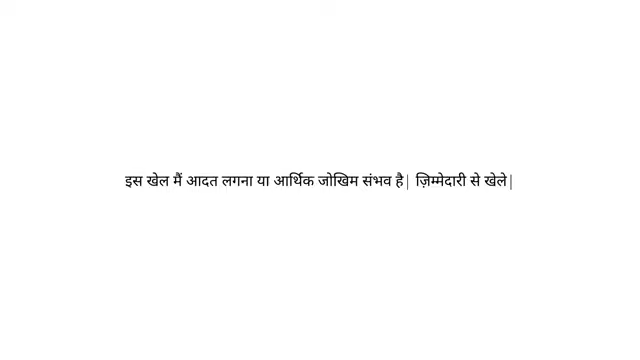 इस खेल मैं आदत लगना या आर्थिक जोखिम संभव है| ज़िम्मेदारी से खेले|